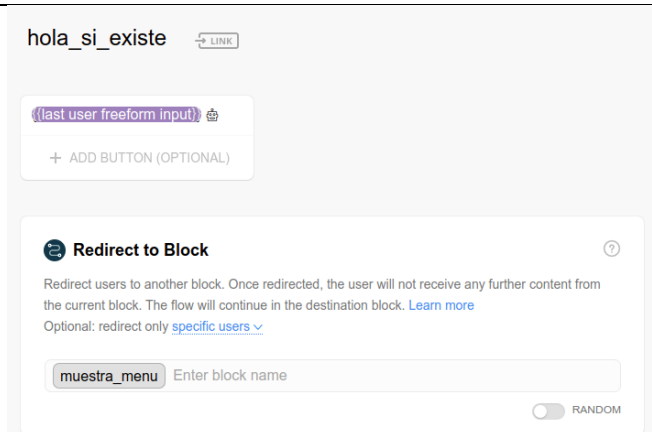 hola_si_existe LINK
{{last user freeform input}} 🤖
+ ADD BUTTON (OPTIONAL)
Redirect to Block ?
Redirect users to another block. Once redirected, the user will not receive any further content from
the current block. The flow will continue in the destination block. Learn more
Optional: redirect only specific users
muestra_menu Enter block name
RANDOM